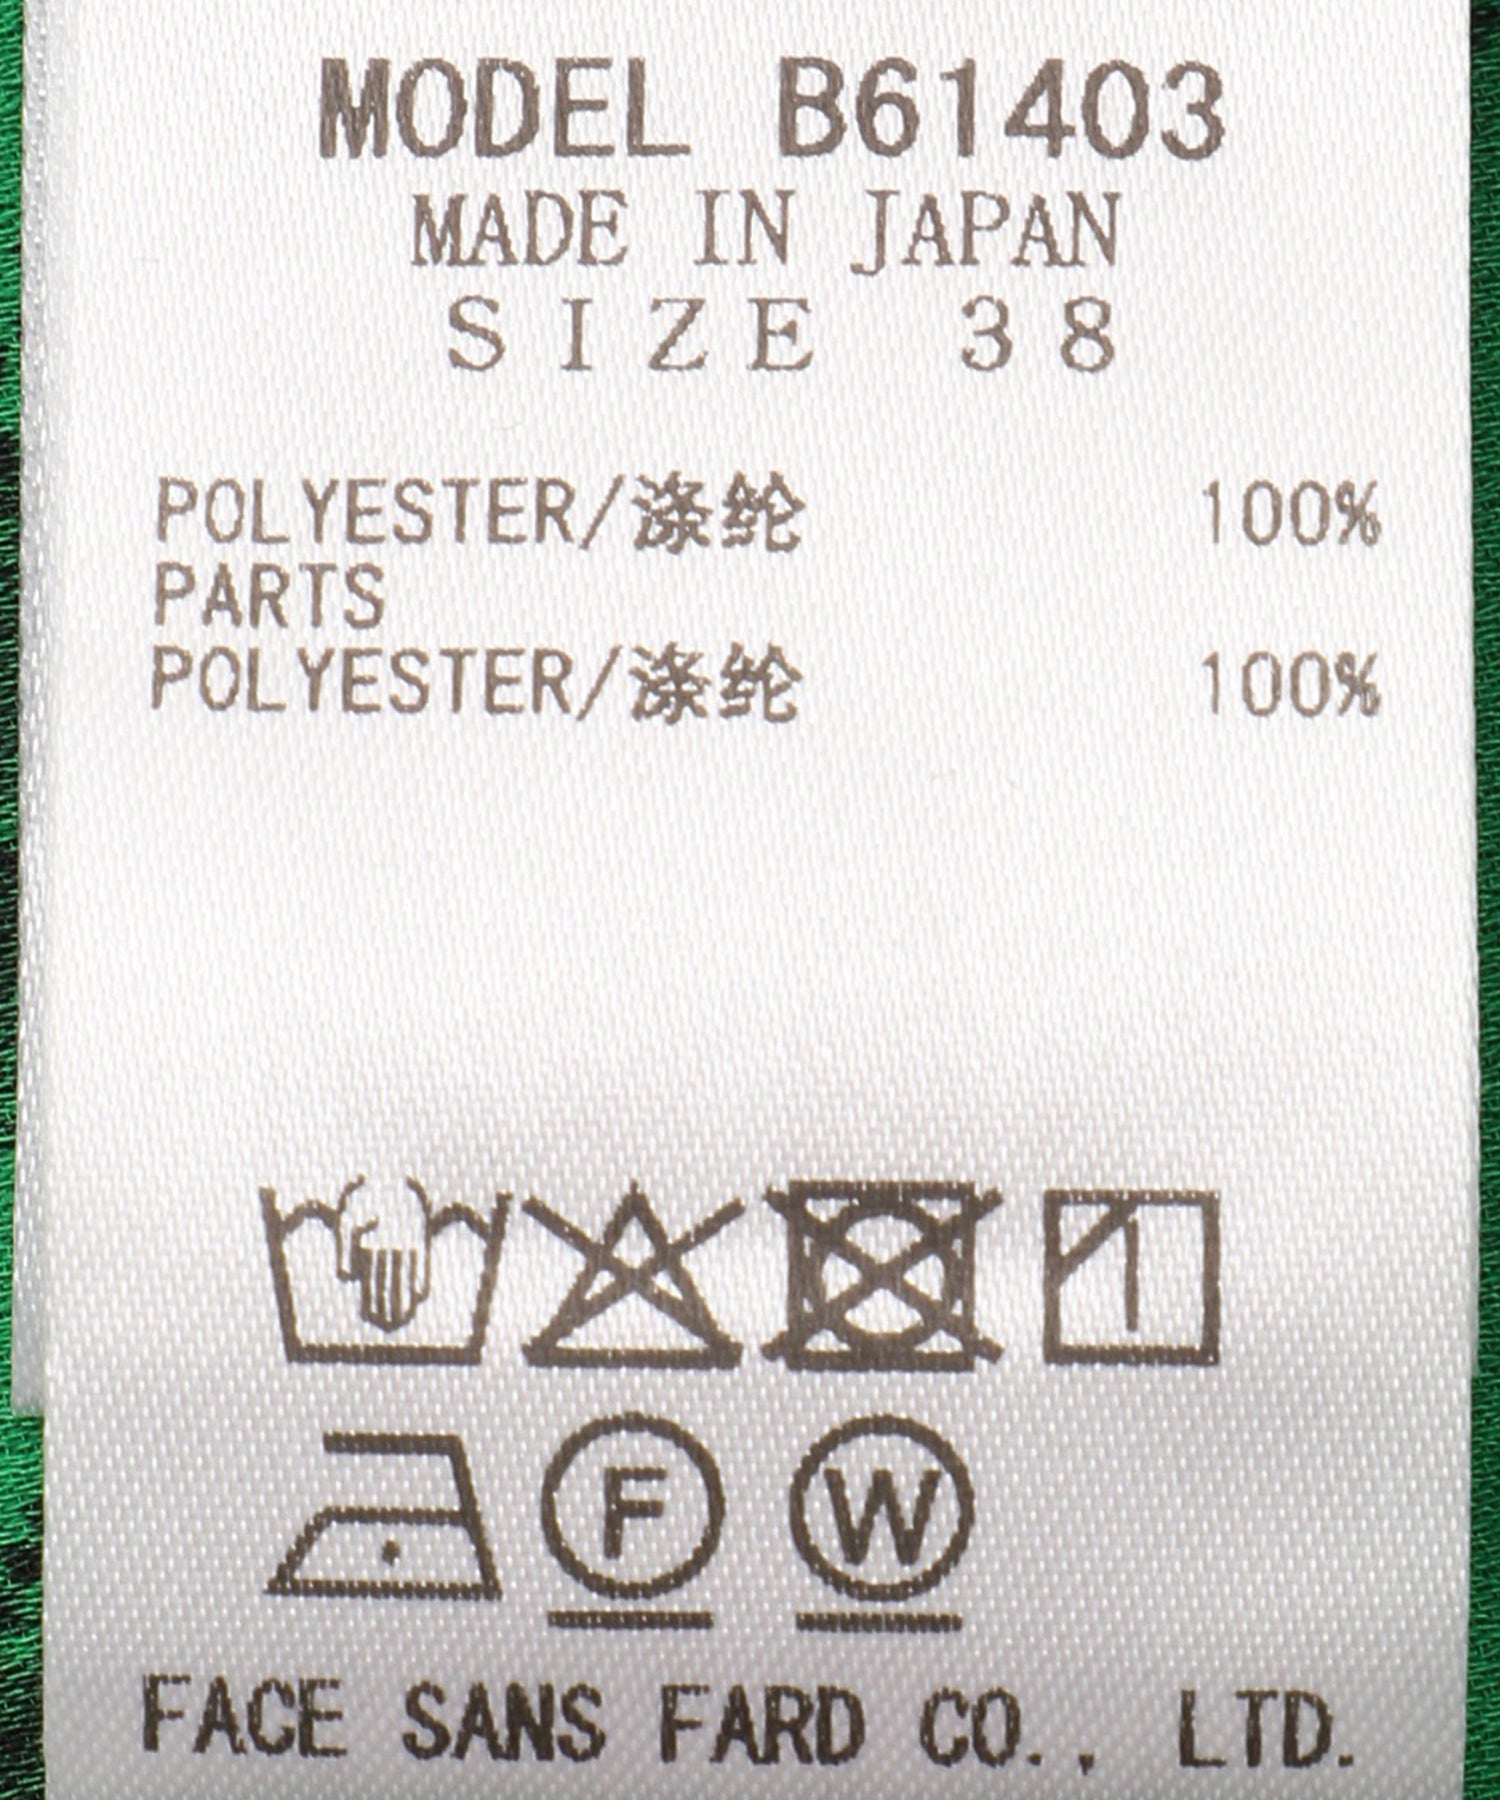 MODEL B61403
MADE IN JAPAN
SIZE 38
POLYESTER/涤纶 100%
PARTS
POLYESTER/涤纶 100%
F W
FACE SANS FARD CO., LTD.